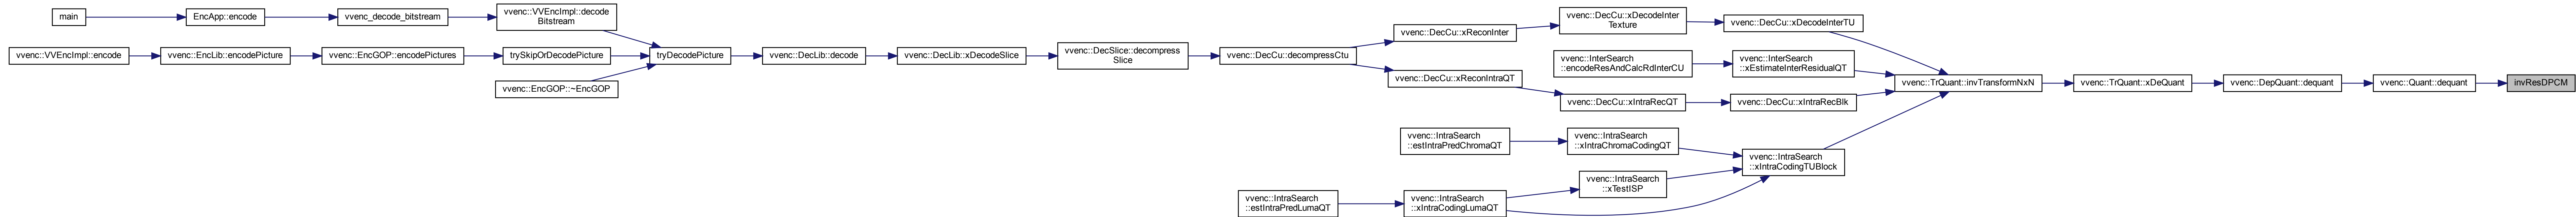 main
EncApp::encode
vvenc_decode_bitstream
vvenc::VVEncImpl::decode
Bitstream
vvenc::VVEncImpl::encode
vvenc::EncLib::encodePicture
vvenc::EncGOP::encodePictures
trySkipOrDecodePicture
vvenc::EncGOP::~EncGOP
tryDecodePicture
vvenc::DecLib::decode
vvenc::DecLib::xDecodeSlice
vvenc::DecSlice::decompress
Slice
vvenc::DecCu::decompressCtu
vvenc::DecCu::xReconInter
vvenc::DecCu::xReconIntraQT
vvenc::DecCu::xDecodeInter
Texture
vvenc::DecCu::xDecodeInterTU
vvenc::InterSearch
::encodeResAndCalcRdInterCU
vvenc::InterSearch
::xEstimateInterResidualQT
vvenc::DecCu::xIntraRecQT
vvenc::DecCu::xIntraRecBlk
vvenc::IntraSearch
::estIntraPredChromaQT
vvenc::IntraSearch
::xIntraChromaCodingQT
vvenc::IntraSearch
::xIntraCodingTUBlock
vvenc::IntraSearch
::xTestISP
vvenc::IntraSearch
::estIntraPredLumaQT
vvenc::IntraSearch
::xIntraCodingLumaQT
vvenc::TrQuant::invTransformNxN
vvenc::TrQuant::xDeQuant
vvenc::DepQuant::dequant
vvenc::Quant::dequant
invResDPCM